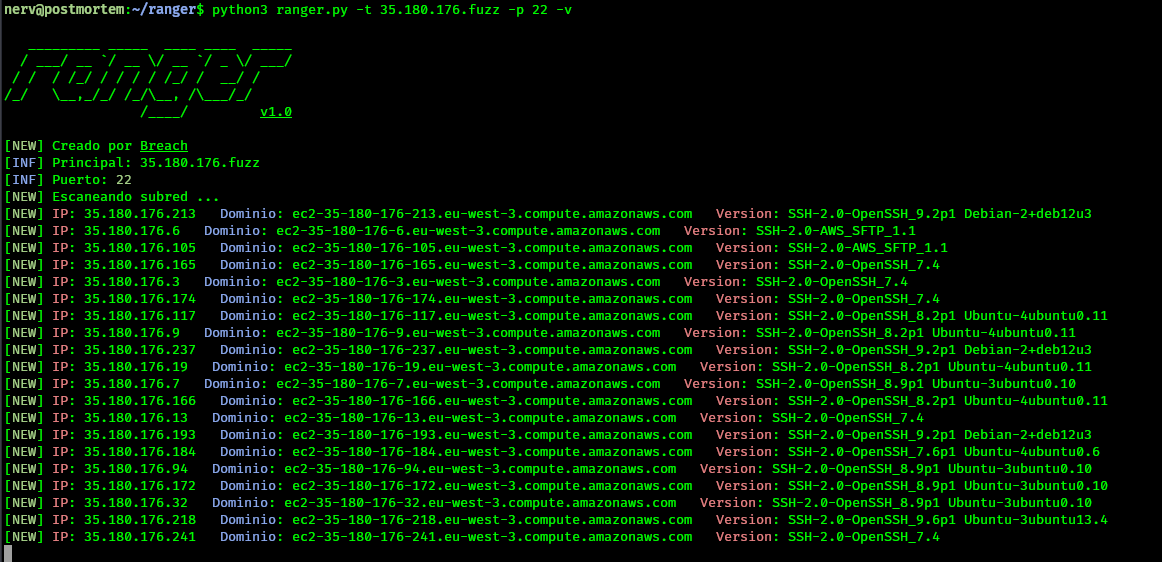 nerv@postmortem:~/ranger$ python3 ranger.py -t 35.180.176.fuzz -p 22 -v
ranger
v1.0
[NEW] Creado por Breach
[INF] Principal: 35.180.176.fuzz
[INF] Puerto: 22
[NEW] Escaneando subred ...
[NEW] IP: 35.180.176.213 Dominio: ec2-35-180-176-213.eu-west-3.compute.amazonaws.com Version: SSH-2.0-OpenSSH_9.2p1 Debian-2+deb12u3
[NEW] IP: 35.180.176.6 Dominio: ec2-35-180-176-6.eu-west-3.compute.amazonaws.com Version: SSH-2.0-AWS_SFTP_1.1
[NEW] IP: 35.180.176.105 Dominio: ec2-35-180-176-105.eu-west-3.compute.amazonaws.com Version: SSH-2.0-AWS_SFTP_1.1
[NEW] IP: 35.180.176.165 Dominio: ec2-35-180-176-165.eu-west-3.compute.amazonaws.com Version: SSH-2.0-OpenSSH_7.4
[NEW] IP: 35.180.176.3 Dominio: ec2-35-180-176-3.eu-west-3.compute.amazonaws.com Version: SSH-2.0-OpenSSH_7.4
[NEW] IP: 35.180.176.174 Dominio: ec2-35-180-176-174.eu-west-3.compute.amazonaws.com Version: SSH-2.0-OpenSSH_7.4
[NEW] IP: 35.180.176.117 Dominio: ec2-35-180-176-117.eu-west-3.compute.amazonaws.com Version: SSH-2.0-OpenSSH_8.2p1 Ubuntu-4ubuntu0.11
[NEW] IP: 35.180.176.9 Dominio: ec2-35-180-176-9.eu-west-3.compute.amazonaws.com Version: SSH-2.0-OpenSSH_8.2p1 Ubuntu-4ubuntu0.11
[NEW] IP: 35.180.176.237 Dominio: ec2-35-180-176-237.eu-west-3.compute.amazonaws.com Version: SSH-2.0-OpenSSH_9.2p1 Debian-2+deb12u3
[NEW] IP: 35.180.176.19 Dominio: ec2-35-180-176-19.eu-west-3.compute.amazonaws.com Version: SSH-2.0-OpenSSH_8.2p1 Ubuntu-4ubuntu0.11
[NEW] IP: 35.180.176.7 Dominio: ec2-35-180-176-7.eu-west-3.compute.amazonaws.com Version: SSH-2.0-OpenSSH_8.9p1 Ubuntu-3ubuntu0.10
[NEW] IP: 35.180.176.166 Dominio: ec2-35-180-176-166.eu-west-3.compute.amazonaws.com Version: SSH-2.0-OpenSSH_8.2p1 Ubuntu-4ubuntu0.11
[NEW] IP: 35.180.176.13 Dominio: ec2-35-180-176-13.eu-west-3.compute.amazonaws.com Version: SSH-2.0-OpenSSH_7.4
[NEW] IP: 35.180.176.193 Dominio: ec2-35-180-176-193.eu-west-3.compute.amazonaws.com Version: SSH-2.0-OpenSSH_9.2p1 Debian-2+deb12u3
[NEW] IP: 35.180.176.184 Dominio: ec2-35-180-176-184.eu-west-3.compute.amazonaws.com Version: SSH-2.0-OpenSSH_7.6p1 Ubuntu-4ubuntu0.6
[NEW] IP: 35.180.176.94 Dominio: ec2-35-180-176-94.eu-west-3.compute.amazonaws.com Version: SSH-2.0-OpenSSH_8.9p1 Ubuntu-3ubuntu0.10
[NEW] IP: 35.180.176.172 Dominio: ec2-35-180-176-172.eu-west-3.compute.amazonaws.com Version: SSH-2.0-OpenSSH_8.9p1 Ubuntu-3ubuntu0.10
[NEW] IP: 35.180.176.32 Dominio: ec2-35-180-176-32.eu-west-3.compute.amazonaws.com Version: SSH-2.0-OpenSSH_8.9p1 Ubuntu-3ubuntu0.10
[NEW] IP: 35.180.176.218 Dominio: ec2-35-180-176-218.eu-west-3.compute.amazonaws.com Version: SSH-2.0-OpenSSH_9.6p1 Ubuntu-3ubuntu13.4
[NEW] IP: 35.180.176.241 Dominio: ec2-35-180-176-241.eu-west-3.compute.amazonaws.com Version: SSH-2.0-OpenSSH_7.4